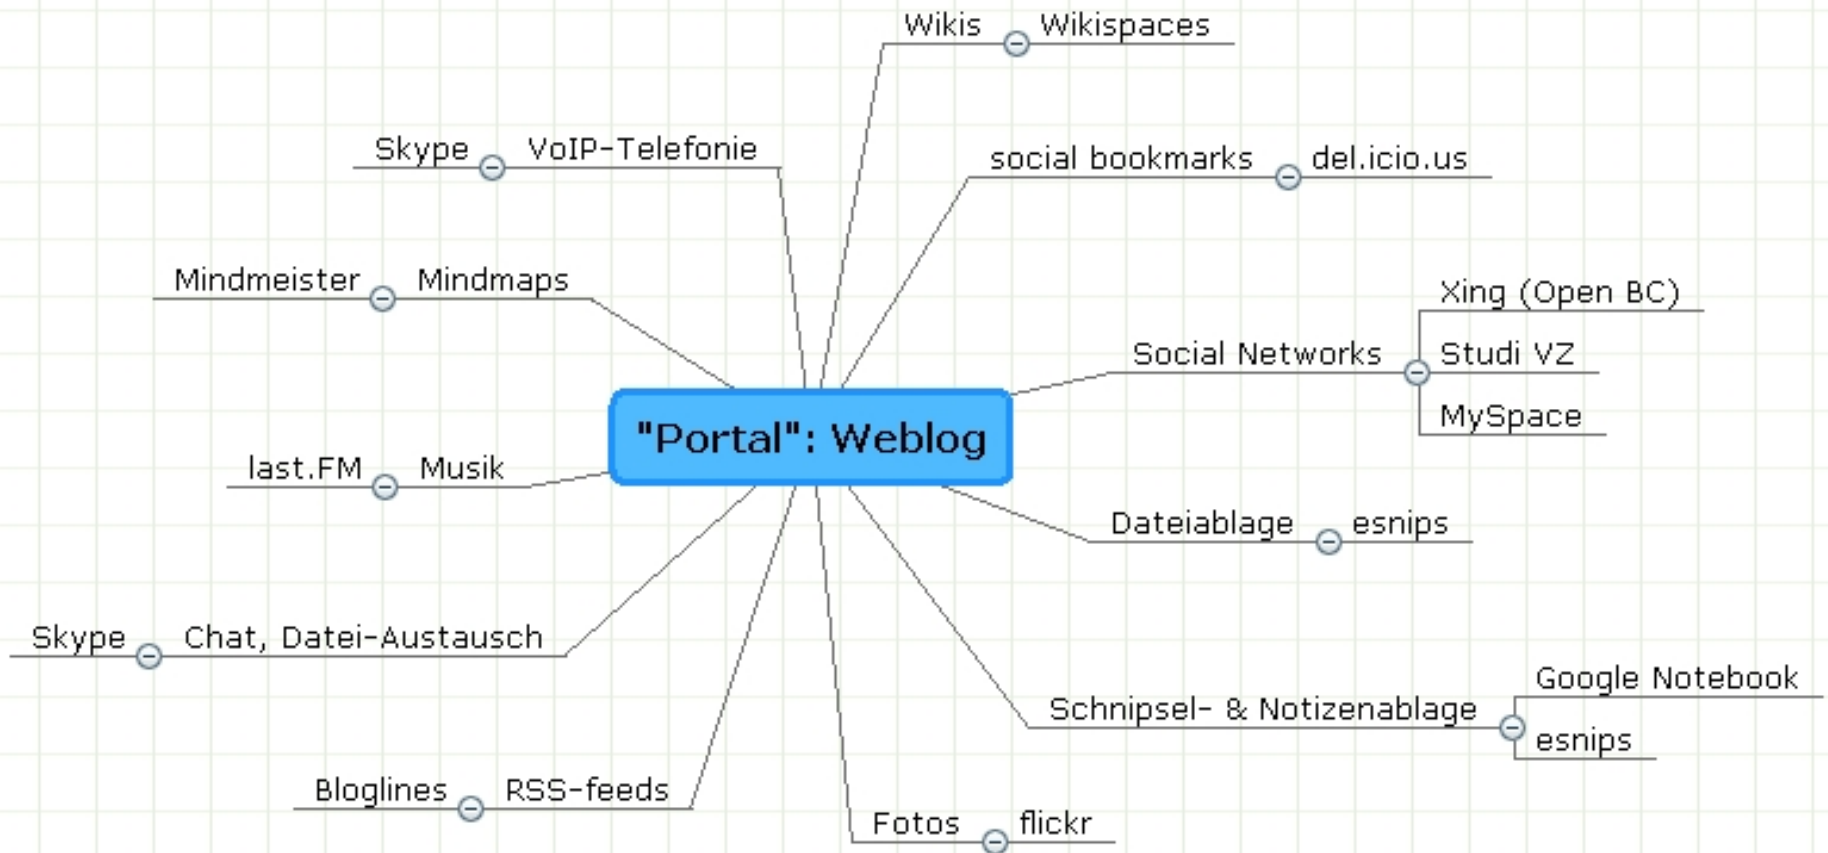 Wikis
Wikispaces
Skype
VoIP-Telefonie
social bookmarks
del.icio.us
Mindmeister
Mindmaps
Xing (Open BC)
Social Networks
Studi VZ
MySpace
"Portal": Weblog
last.FM
Musik
Dateiablage
esnips
Skype
Chat, Datei-Austausch
Google Notebook
Schnipsel- & Notizenablage
esnips
Bloglines
RSS-feeds
Fotos
flickr